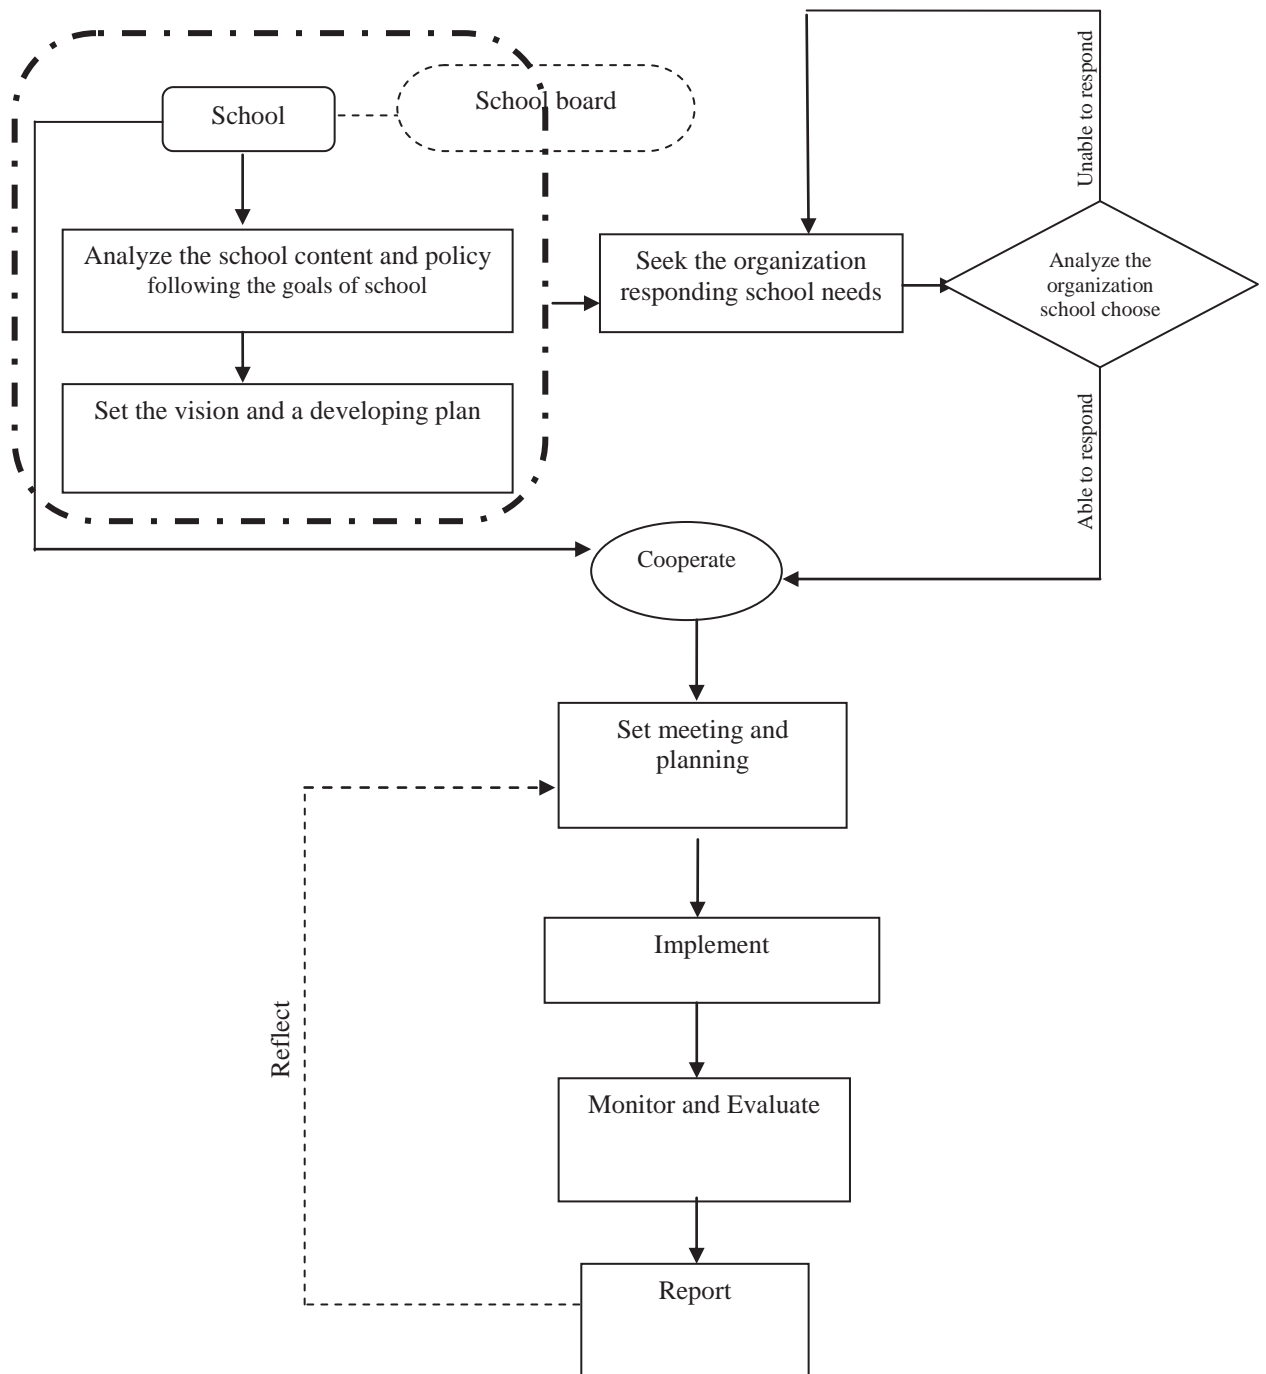 School
School board
Analyze the school content and policy
following the goals of school
Set the vision and a developing plan
Seek the organization
responding school needs
Unable to respond
Analyze the
organization
school choose
Able to respond
Cooperate
Set meeting and
planning
Implement
Reflect
Monitor and Evaluate
Report